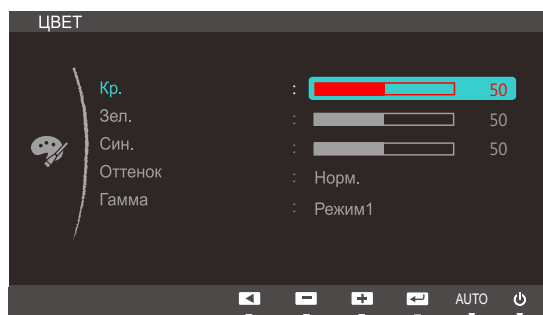 ЦВЕТ
Кр. : 50
Зел. : 50
Син. : 50
Оттенок : Норм.
Гамма : Режим1
AUTO